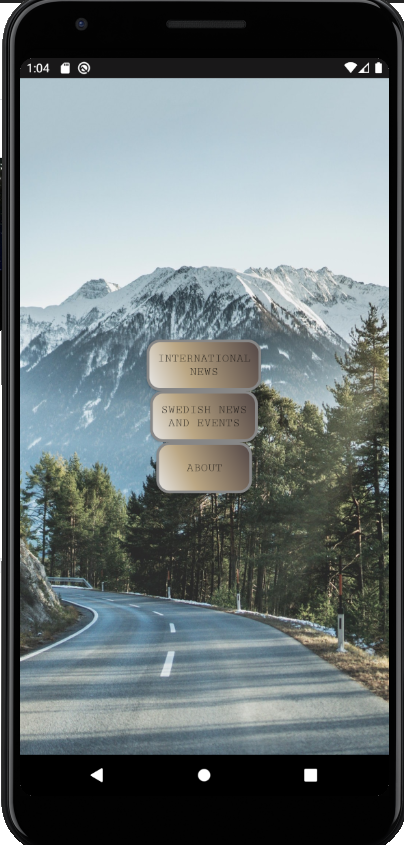 1:04
INTERNATIONAL
NEWS
SWEDISH NEWS
AND EVENTS
ABOUT